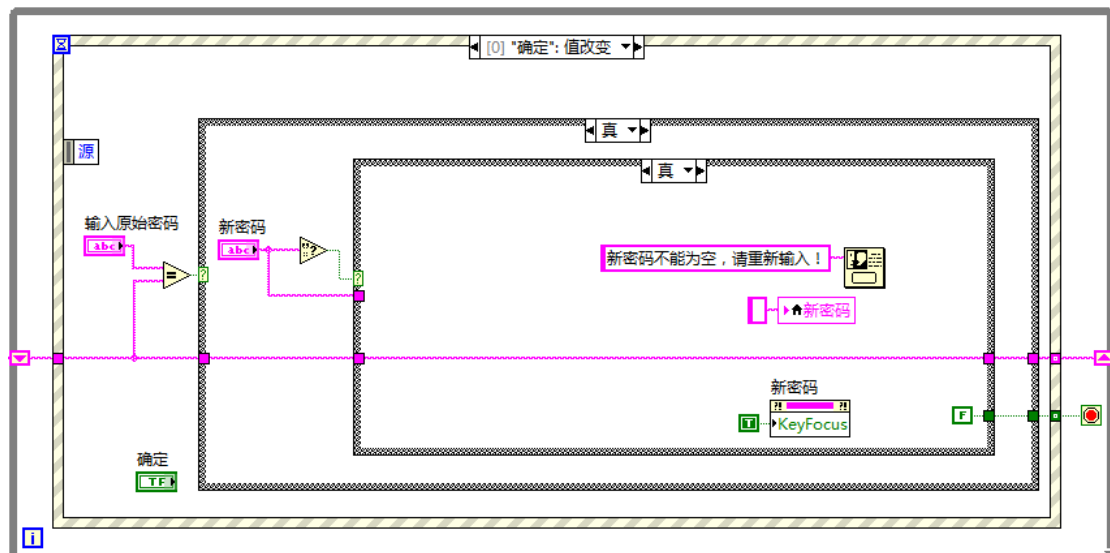 [0] "确定": 值改变
真
源
真
输入原始密码
新密码
abc
abc
?
=
?
?
新密码不能为空，请重新输入！
新密码
新密码
?! ?!
T
KeyFocus
F
确定
TF
i